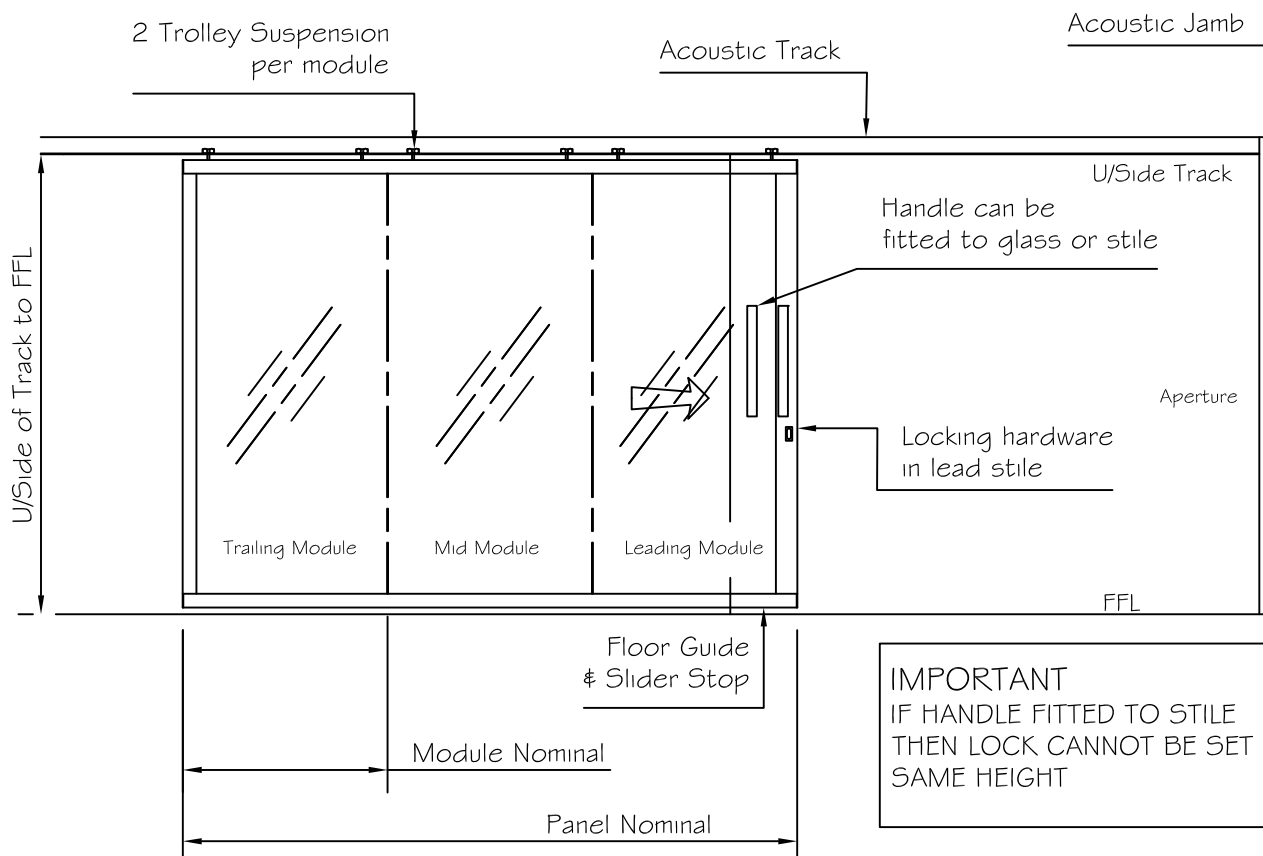 2 Trolley Suspension
per module
Acoustic Track
Acoustic Jamb
U/Side Track
Handle can be
fitted to glass or stile
U/Side of Track to FFL
Aperture
Locking hardware
in lead stile
Trailing Module
Mid Module
Leading Module
FFL
Floor Guide
& Slider Stop
IMPORTANT
IF HANDLE FITTED TO STILE
THEN LOCK CANNOT BE SET
SAME HEIGHT
Module Nominal
Panel Nominal